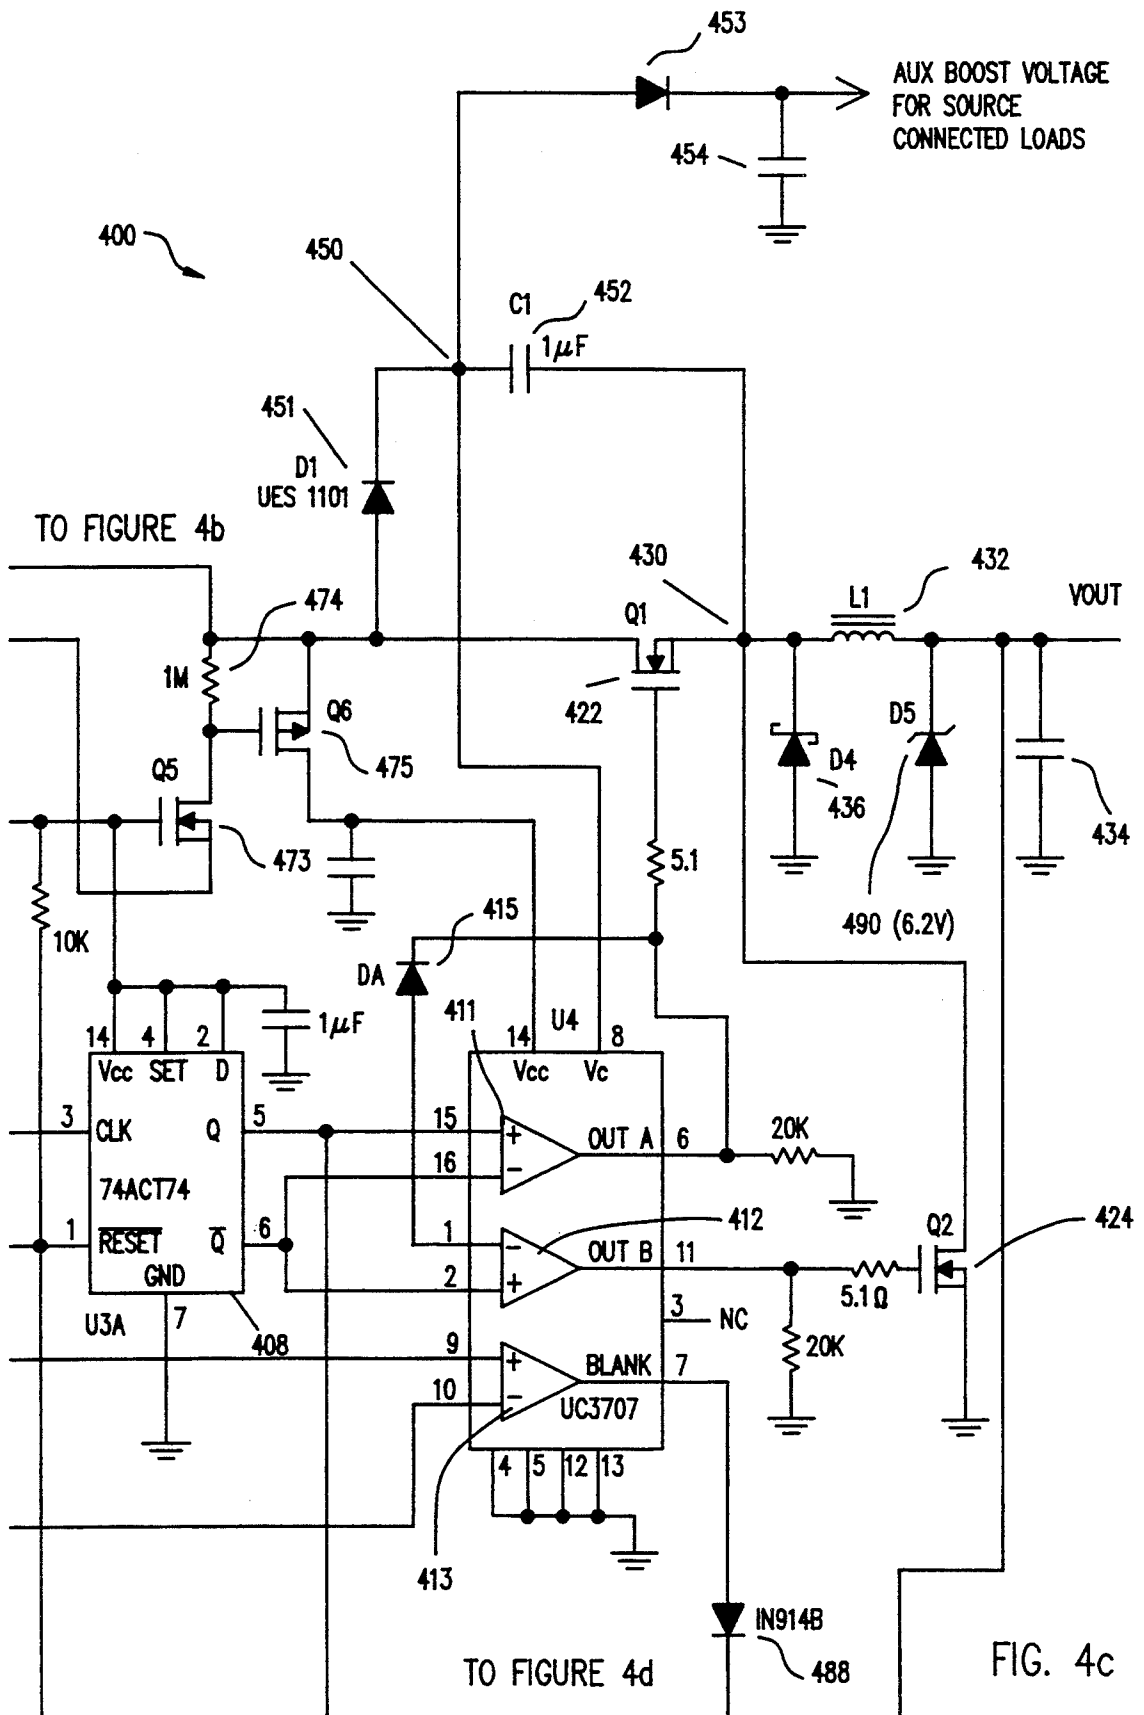 453
AUX BOOST VOLTAGE
FOR SOURCE
CONNECTED LOADS
454
400
450
C1
452
1µF
451
D1
UES 1101
TO FIGURE 4b
474
430
432
Q1
L1
VOUT
1M
422
Q6
475
D5
D4
436
Q5
473
434
5.1
490 (6.2V)
10K
415
DA
411
U4
1µF
14
4
2
14
8
Vcc
SET
D
Vcc
Vc
3
CLK
Q
5
15
+
OUT A
6
20K
16
-
74ACT74
1
RESET
Q
6
1
-
412
OUT B
11
Q2
424
2
+
5.1Ω
GND
7
3
NC
U3A
408
20K
9
+
BLANK
7
10
-
UC3707
4
5
12
13
413
IN914B
488
TO FIGURE 4d
FIG. 4c